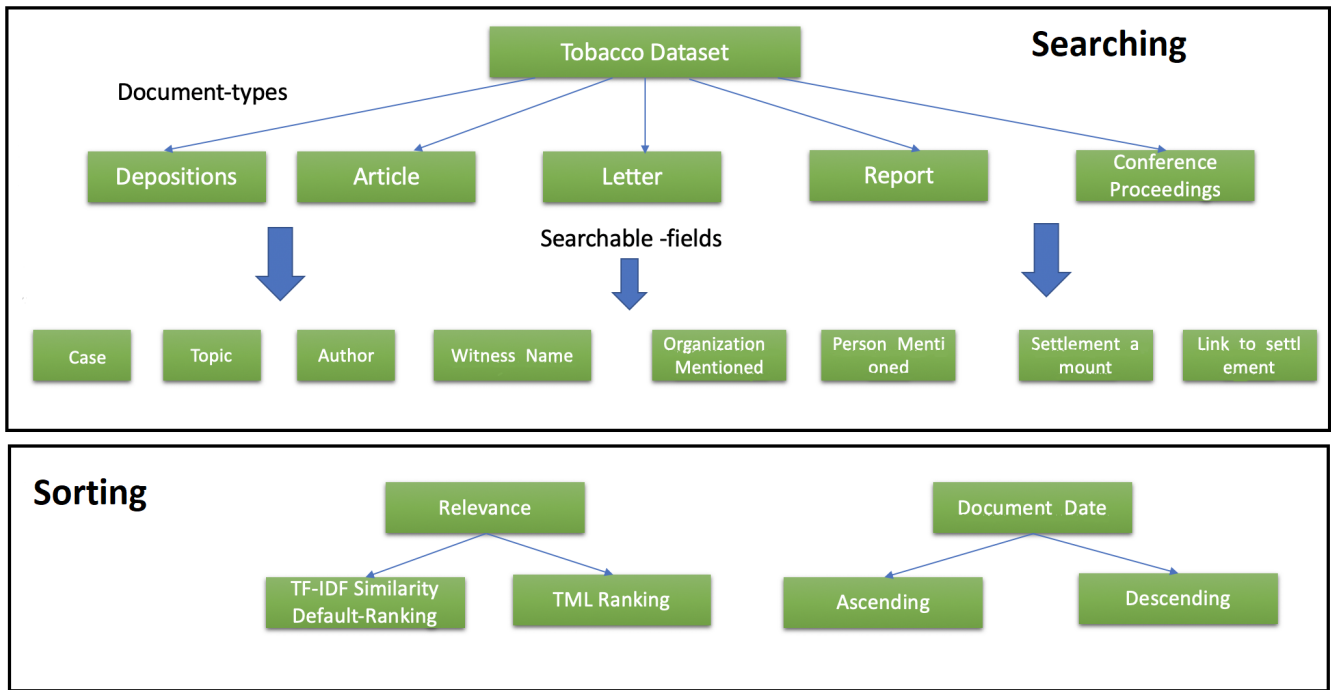 Searching
Tobacco Dataset
Document-types
Depositions
Article
Letter
Report
Conference
Proceedings
Searchable -fields
Case
Topic
Author
Witness Name
Organization
Mentioned
Person Menti
oned
Settlement a
mount
Link to settl
ement
Sorting
Relevance
Document Date
TF-IDF Similarity
Default-Ranking
TML Ranking
Ascending
Descending